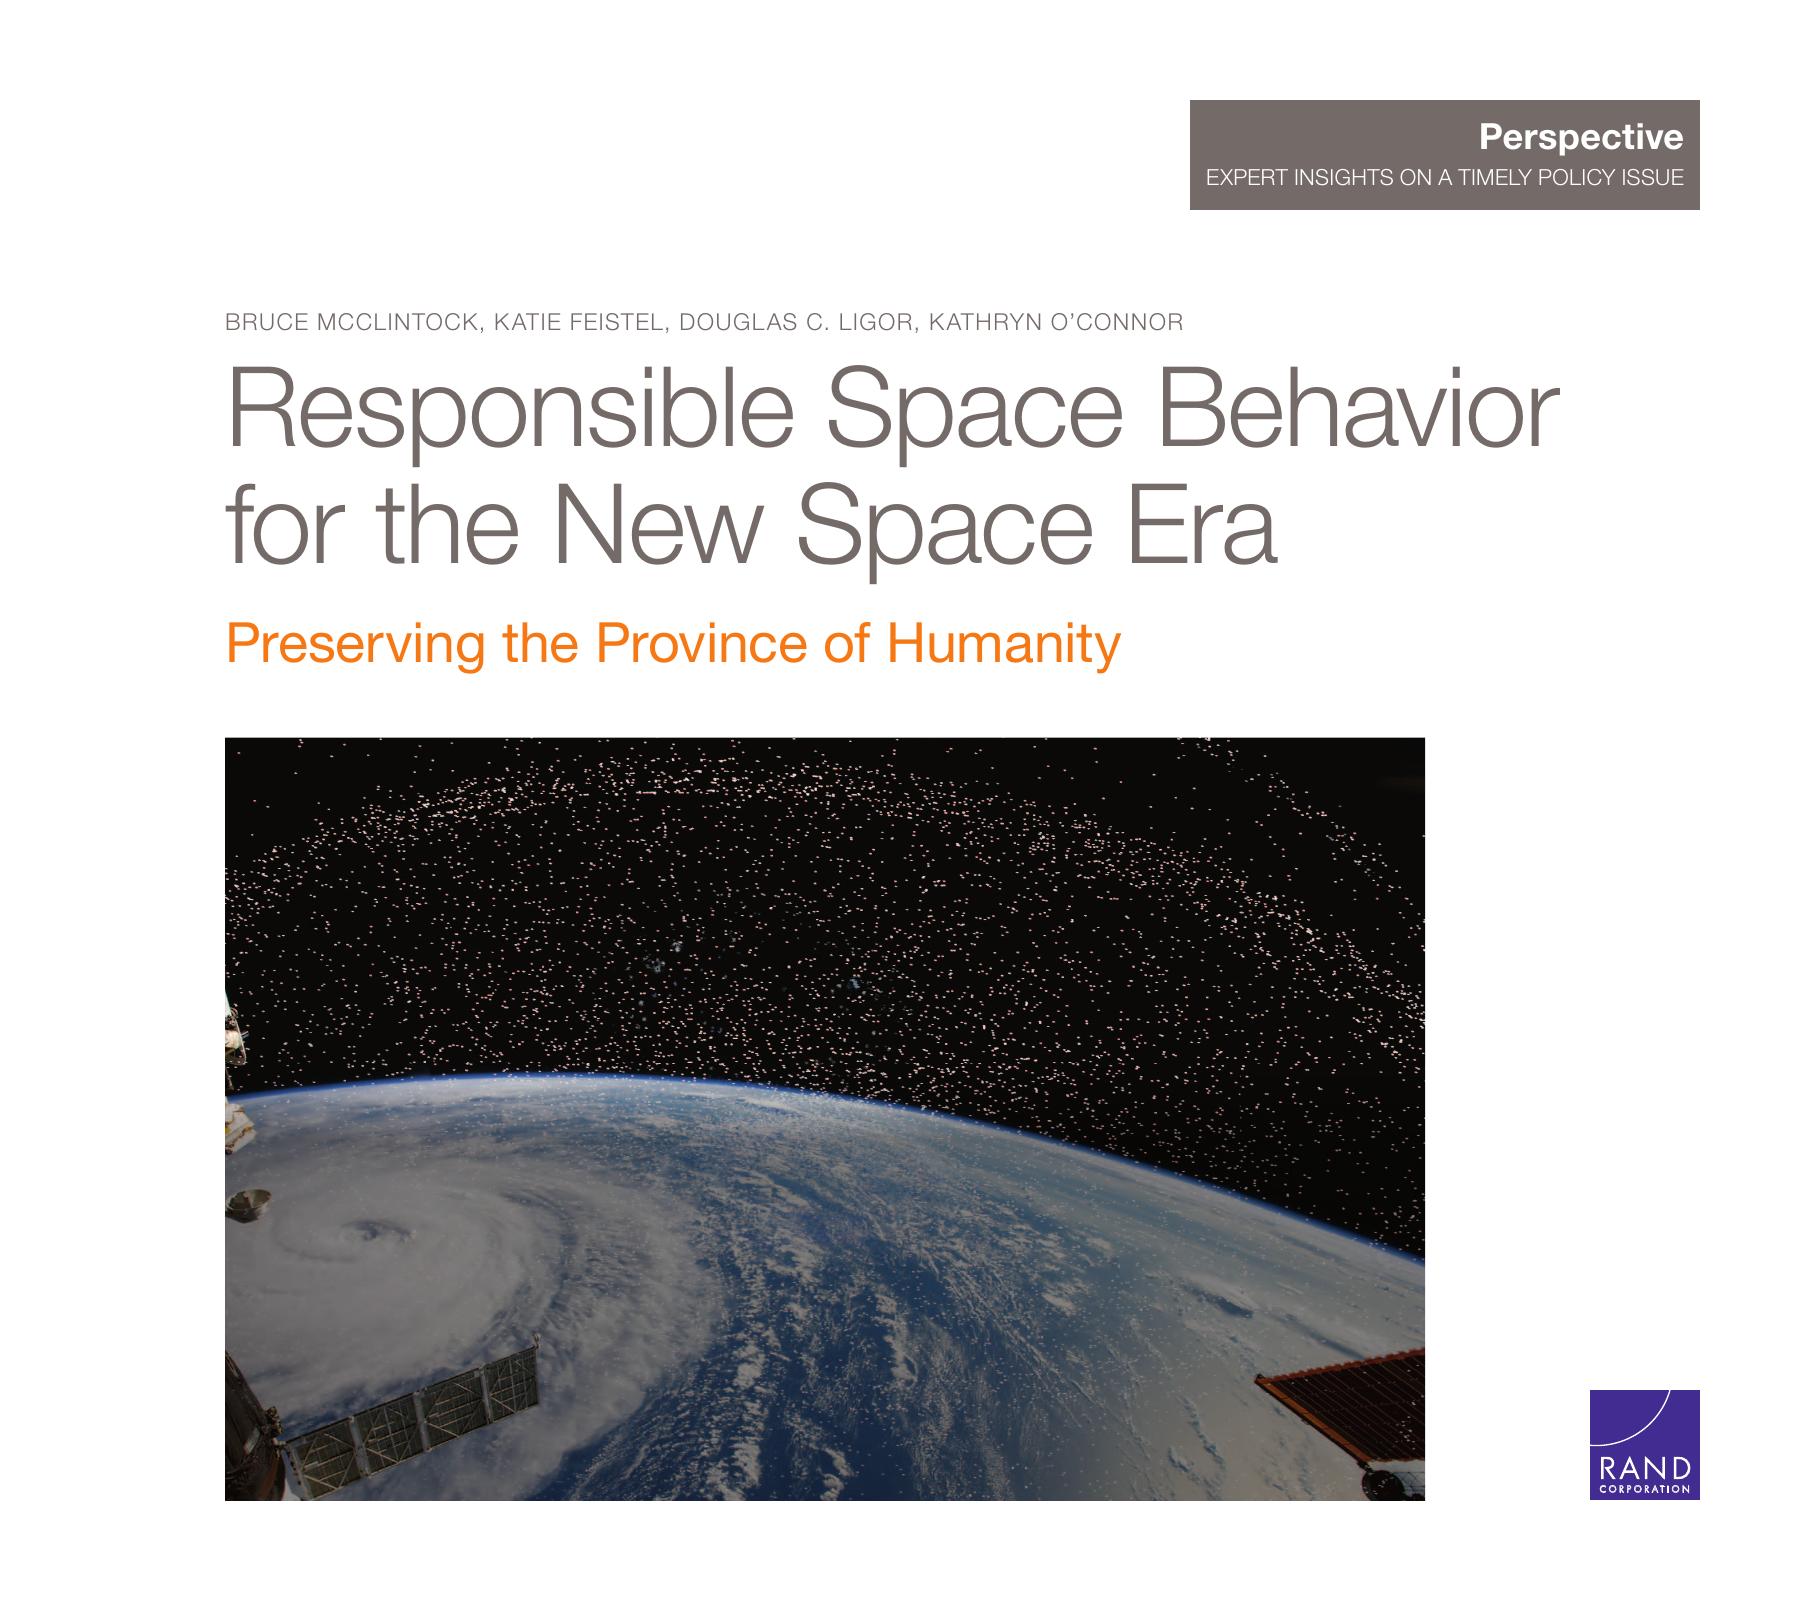 Perspective
EXPERT INSIGHTS ON A TIMELY POLICY ISSUE
BRUCE MCCLINTOCK, KATIE FEISTEL, DOUGLAS C. LIGOR, KATHRYN O’CONNOR
Responsible Space Behavior
for the New Space Era
Preserving the Province of Humanity
RAND
CORPORATION